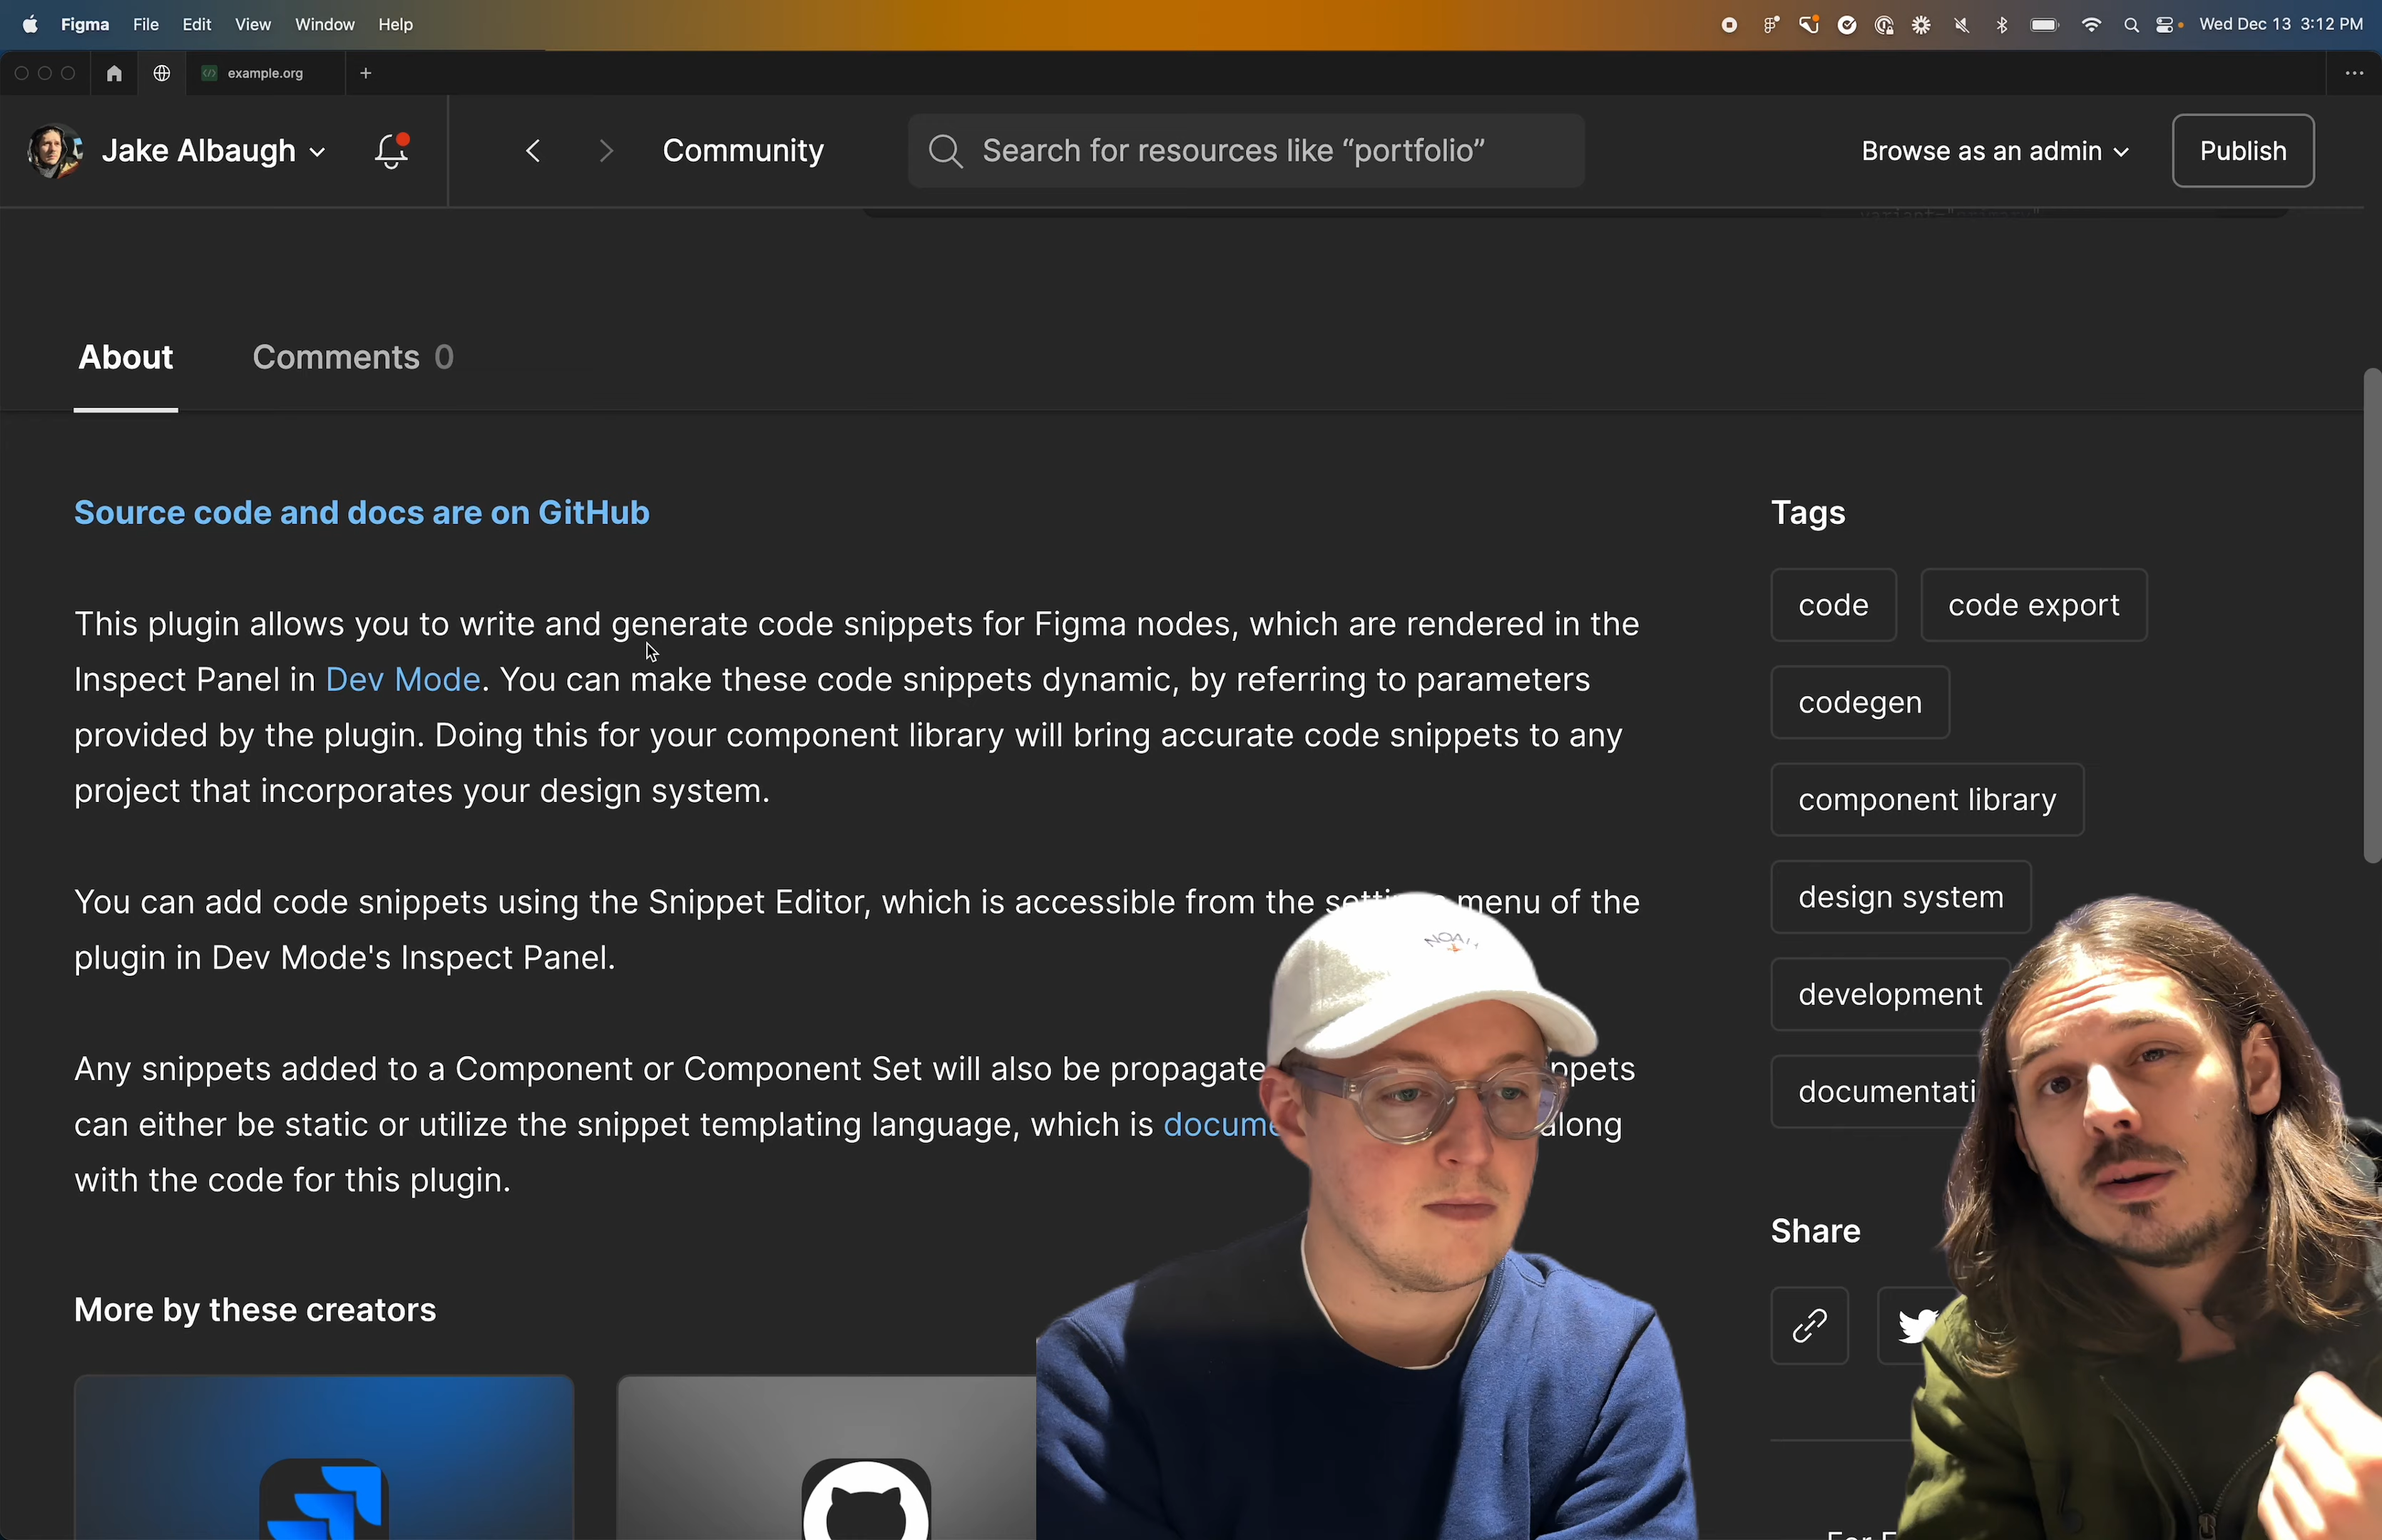 Figma File Edit View Window Help
Wed Dec 13 3:12 PM
example.org
Jake Albaugh
Community
Search for resources like “portfolio”
Browse as an admin
Publish
About
Comments 0
Source code and docs are on GitHub
This plugin allows you to write and generate code snippets for Figma nodes, which are rendered in the
Inspect Panel in Dev Mode. You can make these code snippets dynamic, by referring to parameters
provided by the plugin. Doing this for your component library will bring accurate code snippets to any
project that incorporates your design system.
You can add code snippets using the Snippet Editor, which is accessible from the settings menu of the
plugin in Dev Mode's Inspect Panel.
Any snippets added to a Component or Component Set will also be propagate
can either be static or utilize the snippet templating language, which is docume along
with the code for this plugin.
More by these creators
Tags
code
code export
codegen
component library
design system
development
documentati
Share